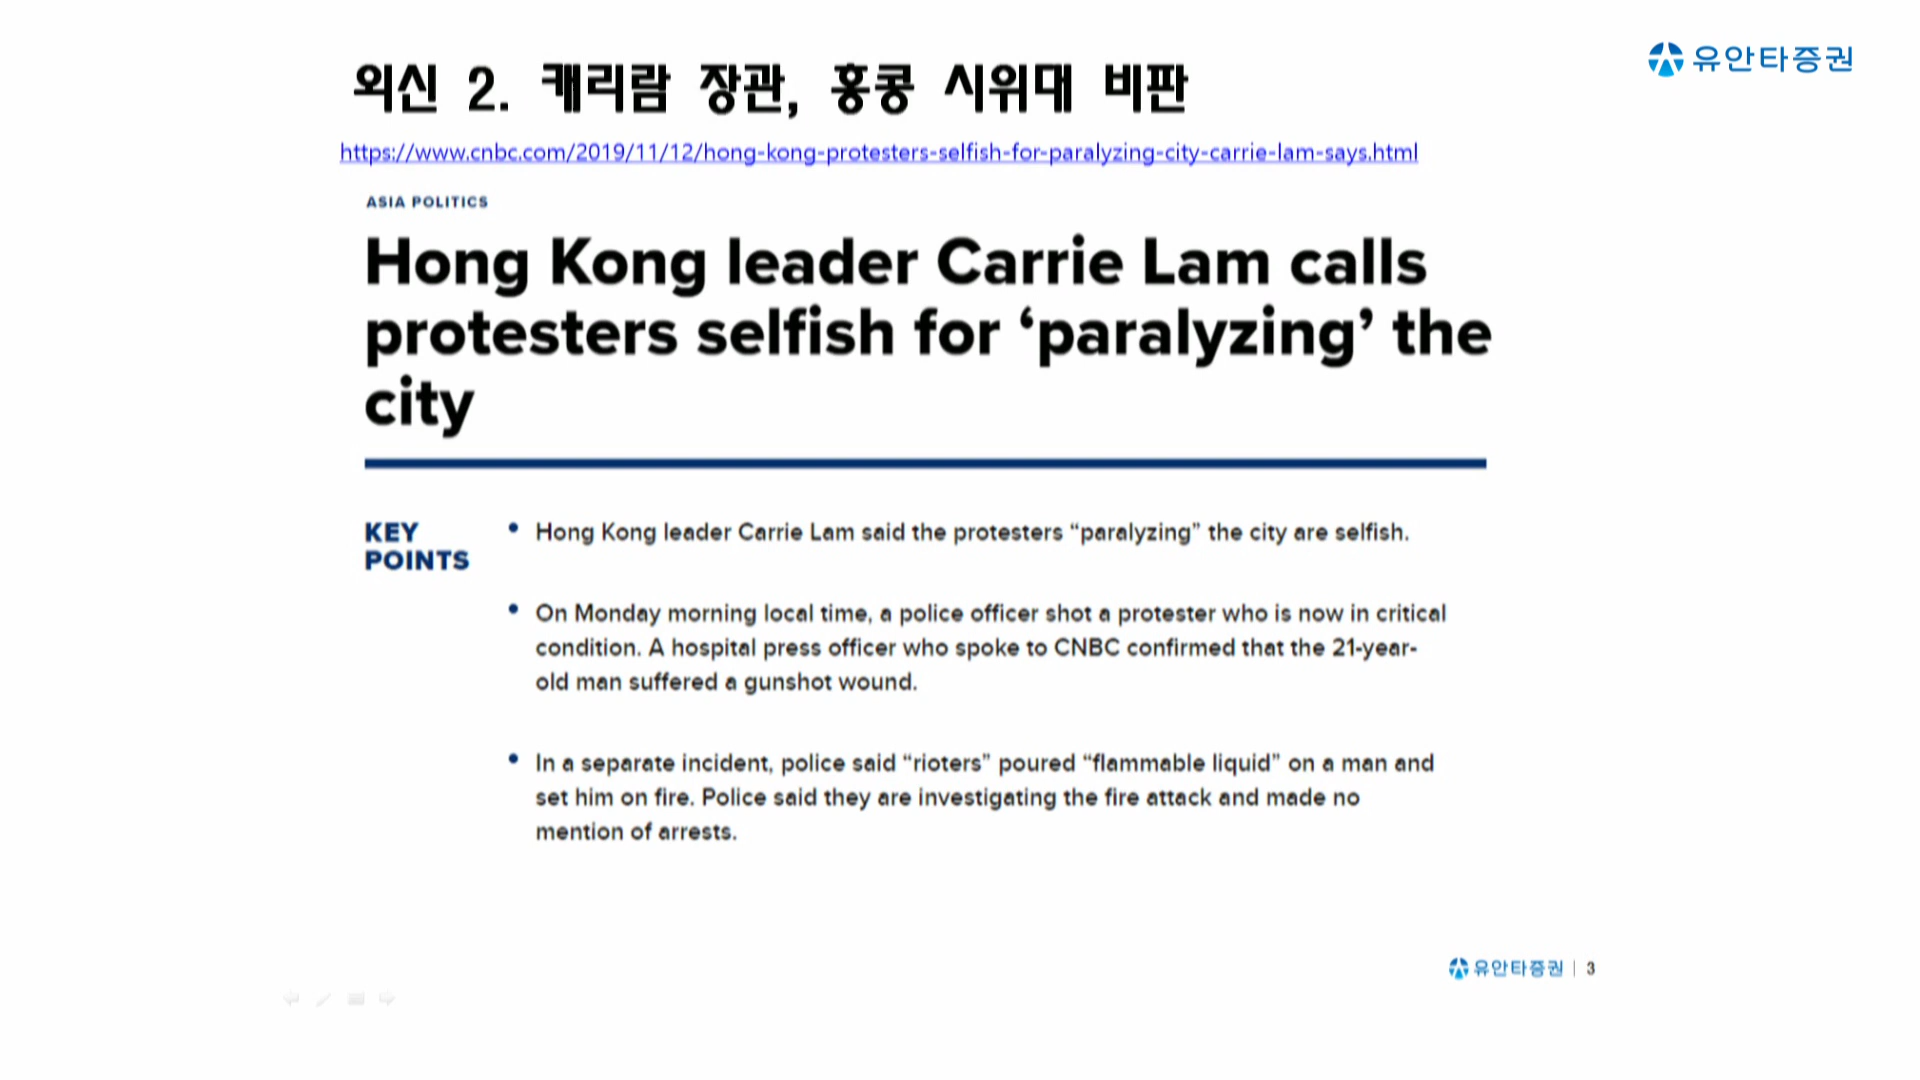 유안타증권
외신 2. 캐리람 장관, 홍콩 시위대 비판
https://www.cnbc.com/2019/11/12/hong-kong-protesters-selfish-for-paralyzing-city-carrie-lam-says.html
ASIA POLITICS
Hong Kong leader Carrie Lam calls
protesters selfish for ‘paralyzing’ the
city
KEY
POINTS
• Hong Kong leader Carrie Lam said the protesters “paralyzing” the city are selfish.
• On Monday morning local time, a police officer shot a protester who is now in critical
condition. A hospital press officer who spoke to CNBC confirmed that the 21-year-
old man suffered a gunshot wound.
• In a separate incident, police said “rioters” poured “flammable liquid” on a man and
set him on fire. Police said they are investigating the fire attack and made no
mention of arrests.
유안타증권 | 3